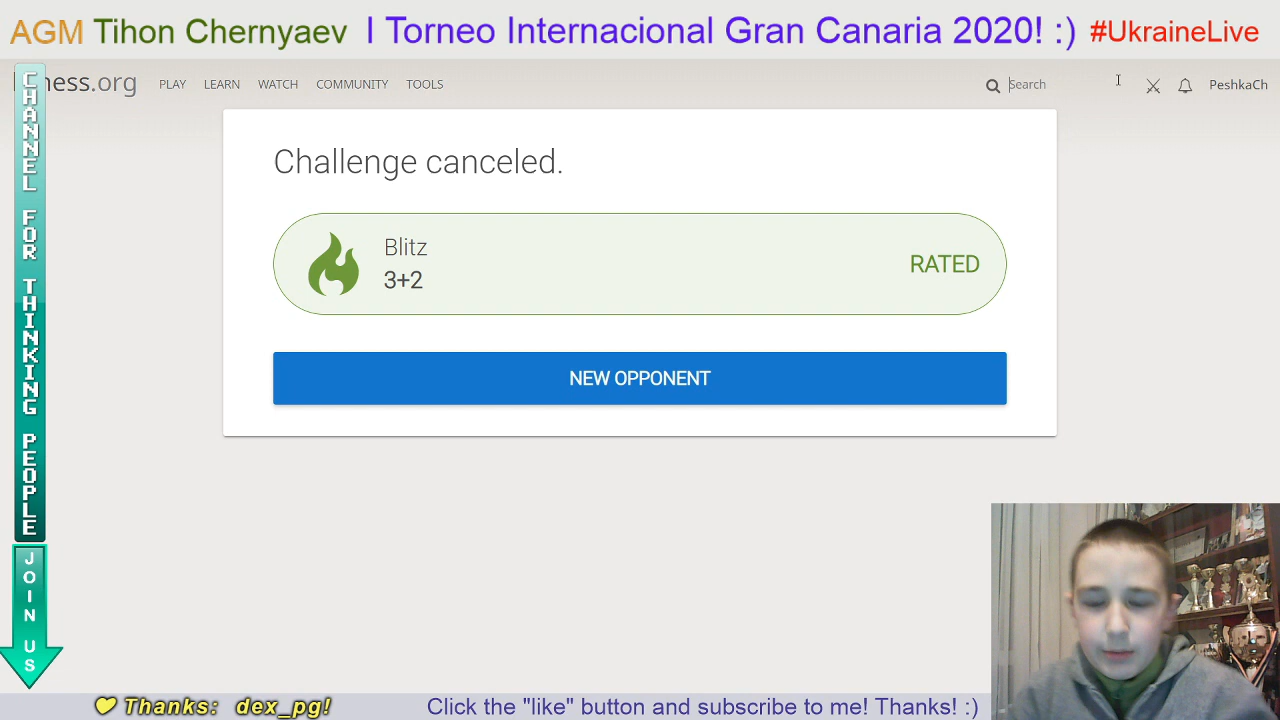 AGM Tihon Chernyaev I Torneo Internacional Gran Canaria 2020! :) #UkraineLive
hess.org PLAY LEARN WATCH COMMUNITY TOOLS Search PeshkaCh
Challenge canceled.
Blitz
3+2
RATED
NEW OPPONENT
CHANNEL FOR THINKING PEOPLE
JOIN US
Thanks: dex_pg! Click the "like" button and subscribe to me! Thanks! :)